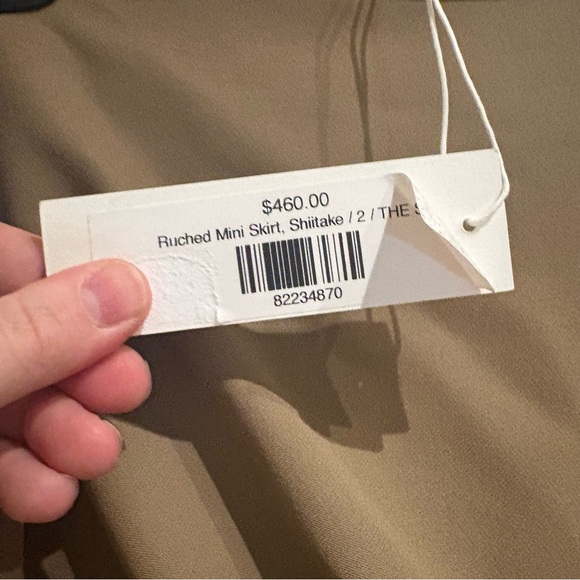 $460.00
Ruched Mini Skirt, Shiitake / 2 / THE
82234870